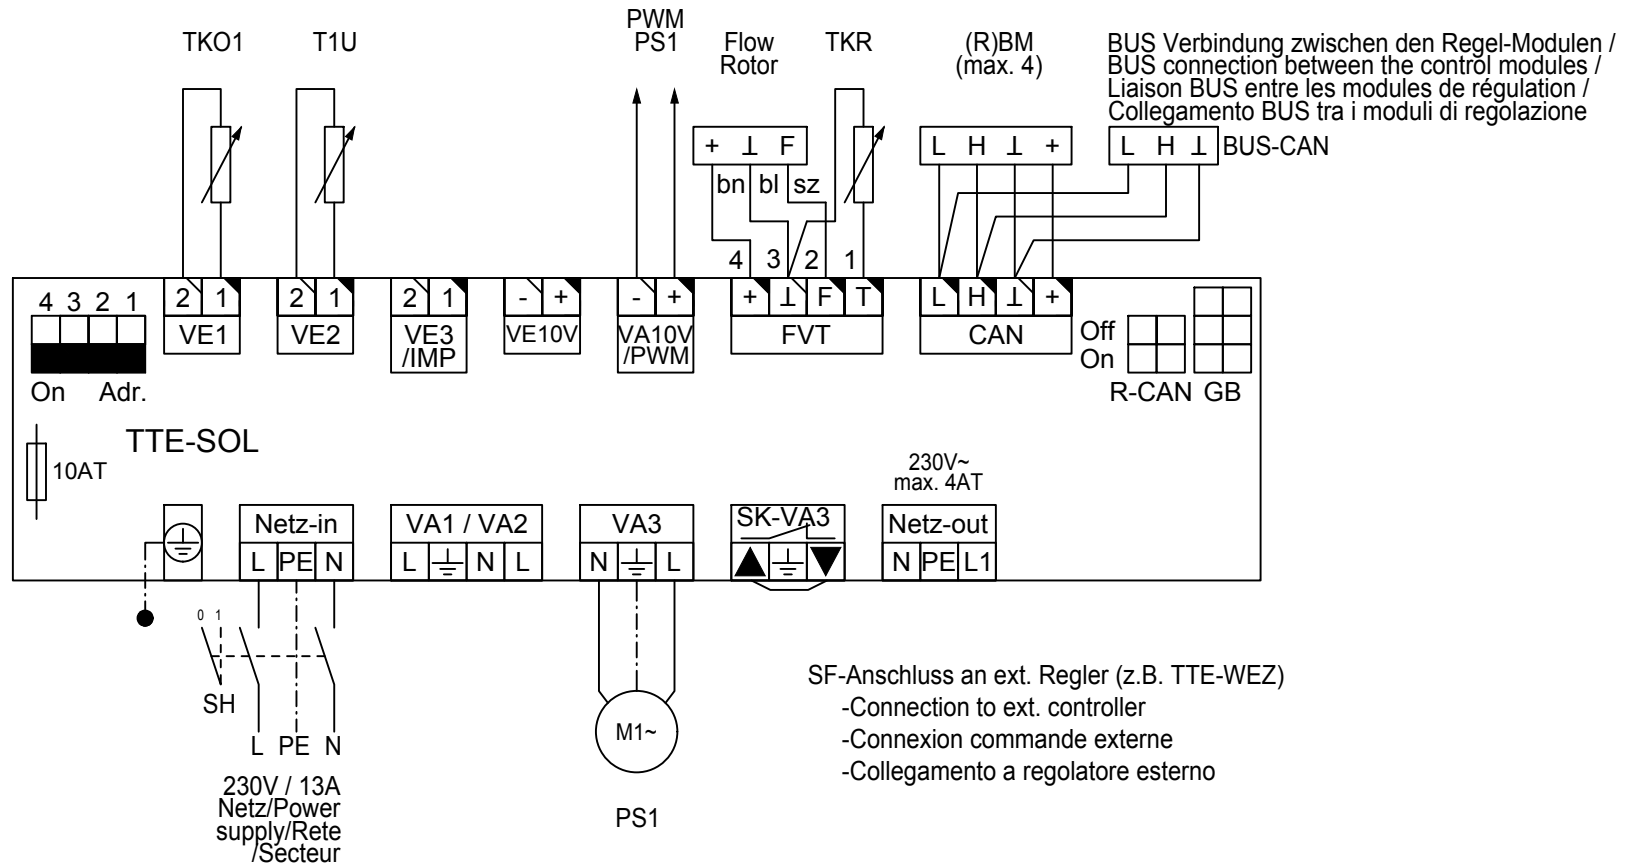 TKO1
T1U
PWM
PS1
Flow
Rotor
TKR
(R)BM
(max. 4)
BUS Verbindung zwischen den Regel-Modulen /
BUS connection between the control modules /
Liaison BUS entre les modules de régulation /
Collegamento BUS tra i moduli di regolazione
+ ⊥ F
L H ⊥ +
L H ⊥ BUS-CAN
bn bl sz
4 3 2 1
4 3 2 1
2 1
2 1
2 1
- +
- +
+ ⊥ F T
L H ⊥ +
VE1
VE2
VE3
/IMP
VE10V
VA10V
/PWM
FVT
CAN
Off
On
R-CAN GB
On Adr.
TTE-SOL
10AT
230V~
max. 4AT
Netz-in
VA1 / VA2
VA3
SK-VA3
Netz-out
L PE N
L N L
N L
N PE L1
0 1
SH
L PE N
M1~
PS1
230V / 13A
Netz/Power
supply/Rete
/Secteur
SF-Anschluss an ext. Regler (z.B. TTE-WEZ)
-Connection to ext. controller
-Connexion commande externe
-Collegamento a regolatore esterno